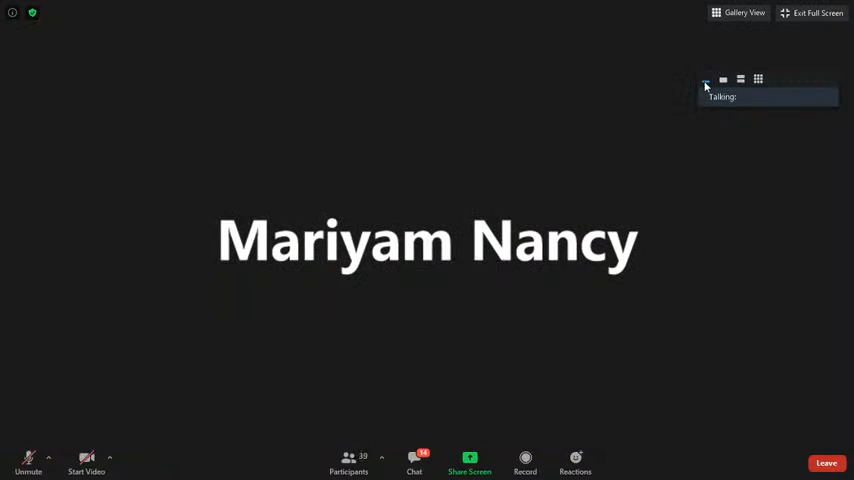 Gallery View
Exit Full Screen
Talking:
Mariyam Nancy
Unmute
Start Video
39
Participants
14
Chat
Share Screen
Record
Reactions
Leave